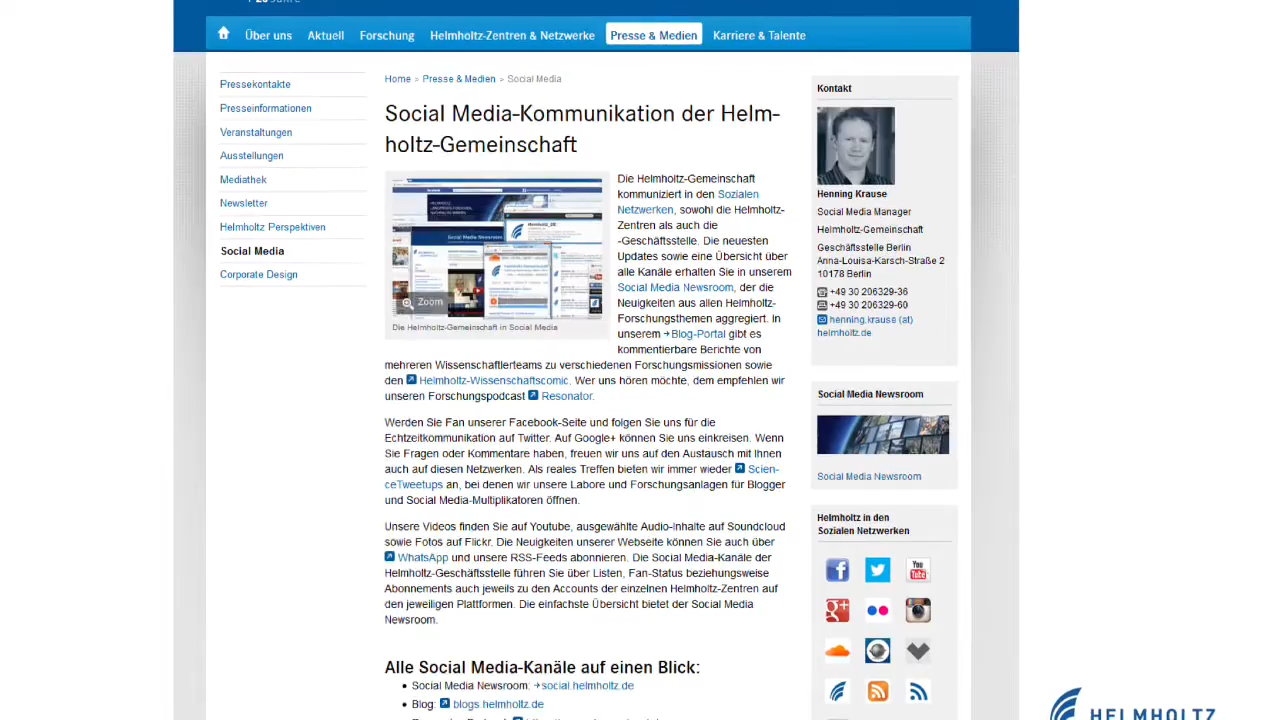 Über uns
Aktuell
Forschung
Helmholtz-Zentren & Netzwerke
Presse & Medien
Karriere & Talente
Pressekontakte
Presseinformationen
Veranstaltungen
Ausstellungen
Mediathek
Newsletter
Helmholtz Perspektiven
Social Media
Corporate Design
Home > Presse & Medien > Social Media
Social Media-Kommunikation der Helm-
holtz-Gemeinschaft
Zoom
Die Helmholtz-Gemeinschaft in Social Media
Die Helmholtz-Gemeinschaft
kommuniziert in den Sozialen
Netzwerken, sowohl die Helmholtz-
Zentren als auch die
-Geschäftsstelle. Die neuesten
Updates sowie eine Übersicht über
alle Kanäle erhalten Sie in unserem
Social Media Newsroom, der die
Neuigkeiten aus allen Helmholtz-
Forschungsthemen aggregiert. In
unserem Blog-Portal gibt es
kommentierbare Berichte von
mehreren Wissenschaftlerteams zu verschiedenen Forschungsmissionen sowie
den Helmholtz-Wissenschaftscomic. Wer uns hören möchte, dem empfehlen wir
unseren Forschungspodcast Resonator.
Werden Sie Fan unserer Facebook-Seite und folgen Sie uns für die
Echtzeitkommunikation auf Twitter. Auf Google+ können Sie uns einkreisen. Wenn
Sie Fragen oder Kommentare haben, freuen wir uns auf den Austausch mit Ihnen
auch auf diesen Netzwerken. Als reales Treffen bieten wir immer wieder Scien-
ceTweetups an, bei denen wir unsere Labore und Forschungsanlagen für Blogger
und Social Media-Multiplikatoren öffnen.
Unsere Videos finden Sie auf Youtube, ausgewählte Audio-Inhalte auf Soundcloud
sowie Fotos auf Flickr. Die Neuigkeiten unserer Webseite können Sie auch über
WhatsApp und unsere RSS-Feeds abonnieren. Die Social Media-Kanäle der
Helmholtz-Geschäftsstelle führen Sie über Listen, Fan-Status beziehungsweise
Abonnements auch jeweils zu den Accounts der einzelnen Helmholtz-Zentren auf
den jeweiligen Plattformen. Die einfachste Übersicht bietet der Social Media
Newsroom.
Alle Social Media-Kanäle auf einen Blick:
• Social Media Newsroom: social.helmholtz.de
• Blog: blogs.helmholtz.de
Kontakt
Henning Krause
Social Media Manager
Helmholtz-Gemeinschaft
Geschäftsstelle Berlin
Anna-Louisa-Karsch-Straße 2
10178 Berlin
+49 30 206329-36
+49 30 206329-60
henning.krause (at)
helmholtz.de
Social Media Newsroom
Social Media Newsroom
Helmholtz in den
Sozialen Netzwerken
You
Tube
HELMHOLTZ